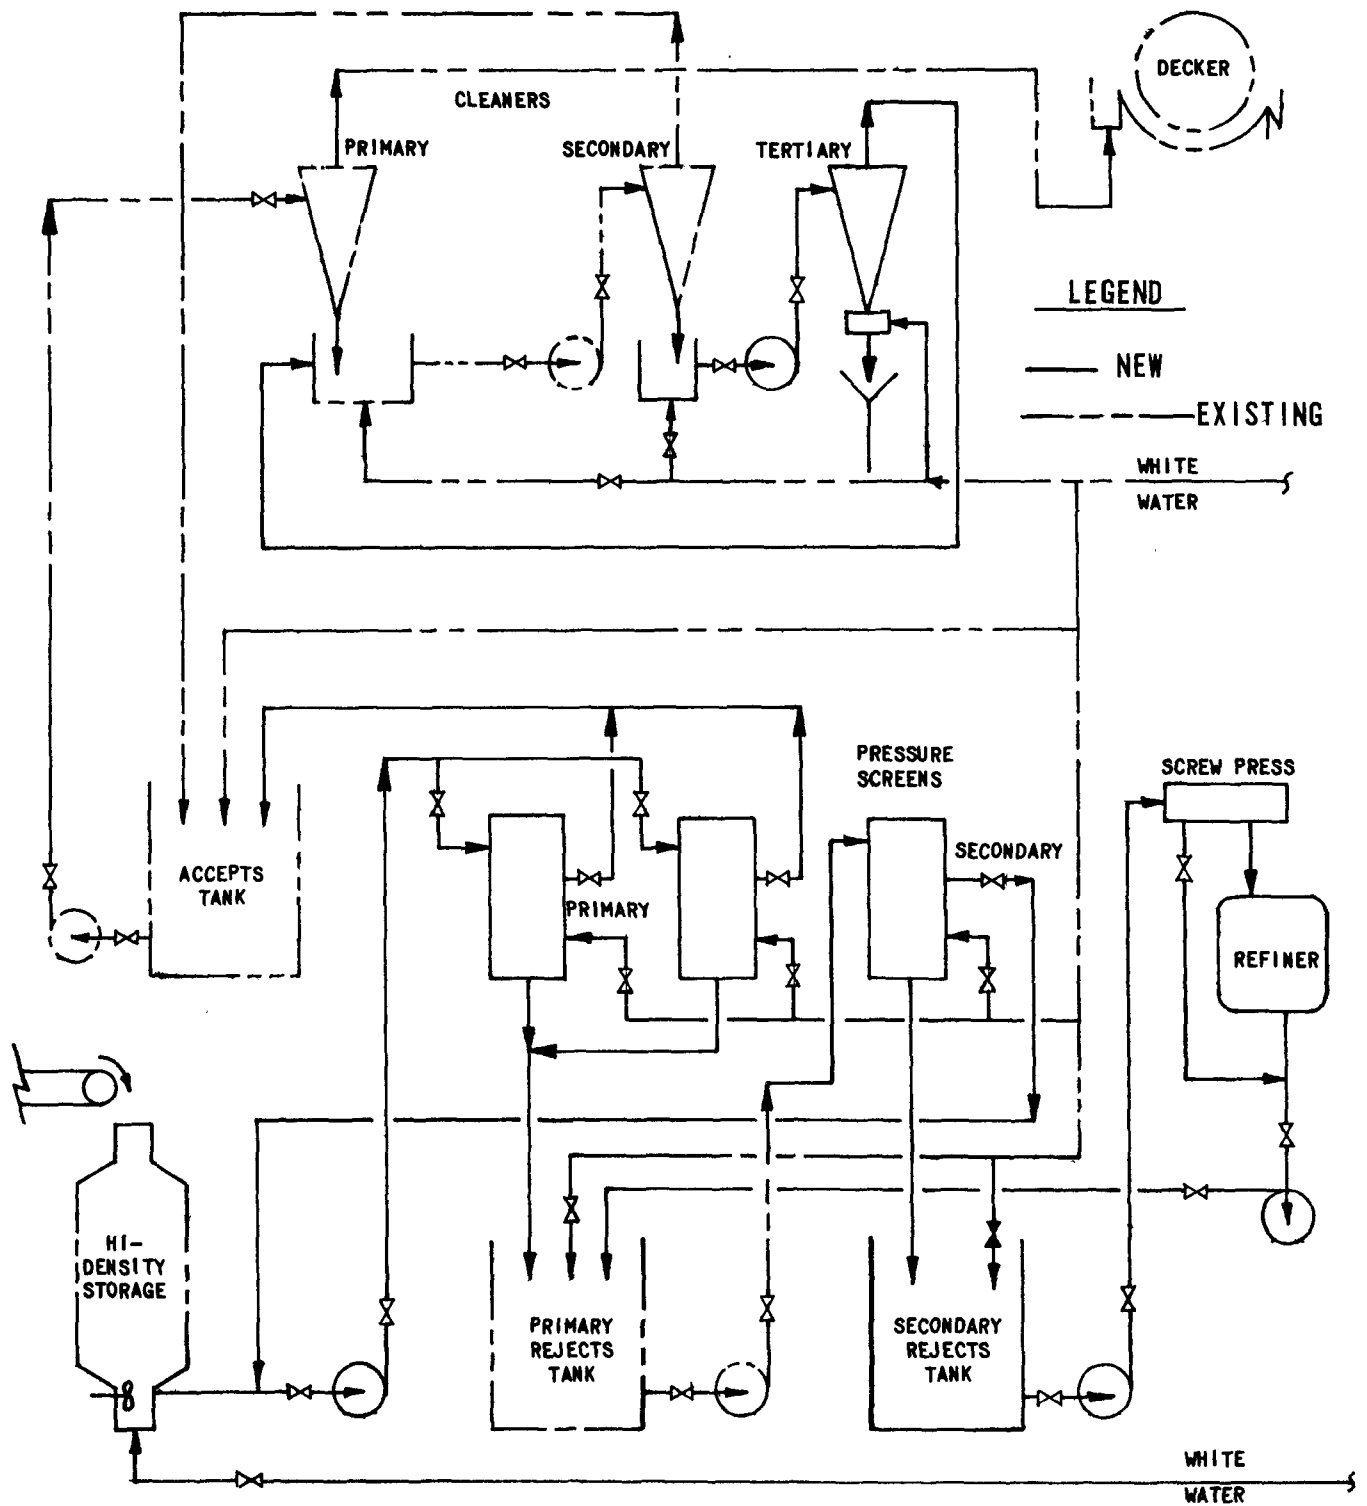 DECKER
CLEANERS
PRIMARY
SECONDARY
TERTIARY
LEGEND
NEW
EXISTING
WHITE
WATER
PRESSURE
SCREENS
SCREW PRESS
SECONDARY
ACCEPTS
TANK
PRIMARY
REFINER
HI-
DENSITY
STORAGE
PRIMARY
REJECTS
TANK
SECONDARY
REJECTS
TANK
WHITE
WATER